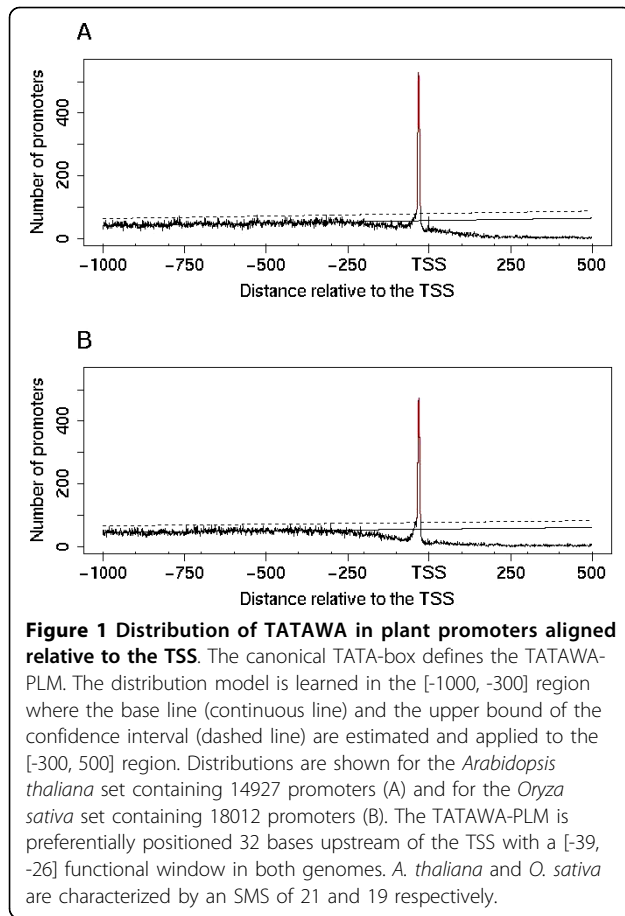 A
Number of promoters
0
200
400
-1000
-750
-500
-250
TSS
250
500
Distance relative to the TSS
B
Number of promoters
0
200
400
-1000
-750
-500
-250
TSS
250
500
Distance relative to the TSS
Figure 1 Distribution of TATAWA in plant promoters aligned
relative to the TSS. The canonical TATA-box defines the TATAWA-
PLM. The distribution model is learned in the [-1000, -300] region
where the base line (continuous line) and the upper bound of the
confidence interval (dashed line) are estimated and applied to the
[-300, 500] region. Distributions are shown for the Arabidopsis
thaliana set containing 14927 promoters (A) and for the Oryza
sativa set containing 18012 promoters (B). The TATAWA-PLM is
preferentially positioned 32 bases upstream of the TSS with a [-39,
-26] functional window in both genomes. A. thaliana and O. sativa
are characterized by an SMS of 21 and 19 respectively.